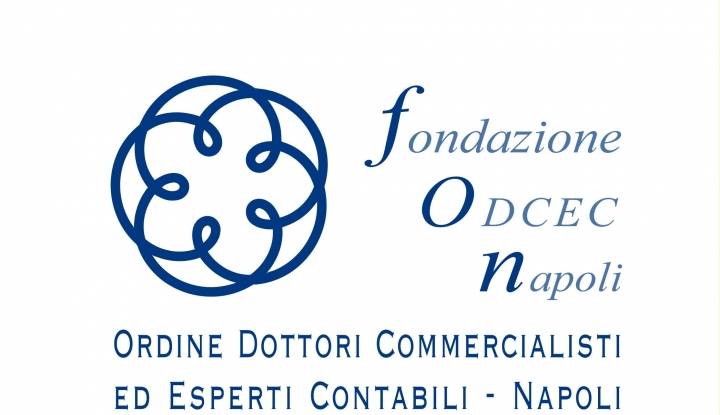 fondazione
ODCEC
napoli
ORDINE DOTTORI COMMERCIALISTI
ED ESPERTI CONTABILI - NAPOLI